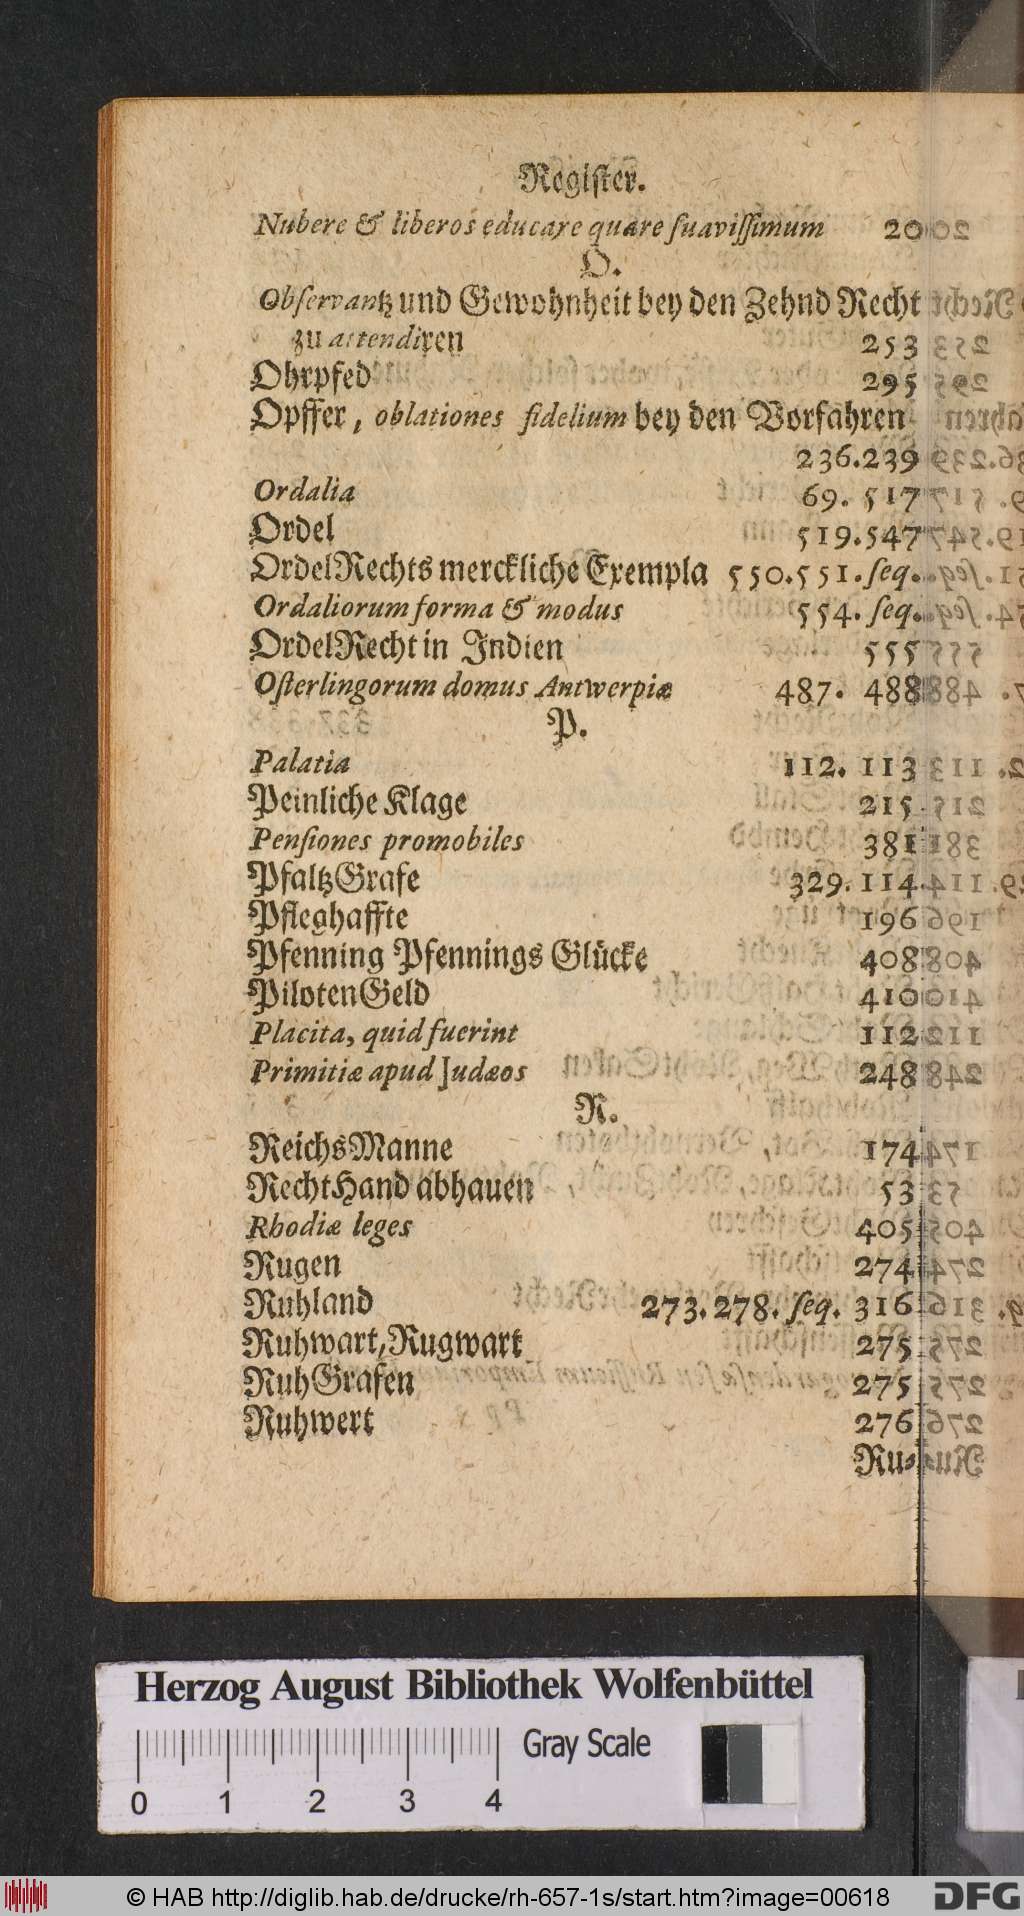 Register.
Nubere & liberos educare quare suavissimum 20
O.
Observantz und Gewohnheit bey den Zehnd Recht
zu attendiren 253
Ohrpfed 295
Opffer, oblationes fidelium bey den Vorfahren
236.239
Ordalia 69. 517
Ordel 519.547
OrdelRechts merckliche Exempla 550.551. seq.
Ordaliorum forma & modus 554. seq.
OrdelRecht in Indien 555
Osterlingorum domus Antwerpiæ 487. 488
P.
Palatia 112. 113
Peinliche Klage 215
Pensiones promobiles 381
PfaltzGrafe 329. 114
Pfleghaffte 196
Pfenning Pfennings Glücke 408
PilotenGeld 410
Placita, quid fuerint 112
Primitiæ apud Judæos 248
R.
ReichsManne 174
RechtHand abhauen 53
Rhodiæ leges 405
Rugen 274
Ruhland 273. 278. seq. 316
Ruhwart, Rugwart 275
RuhGrafen 275
Ruhwert 276
Ru-
Herzog August Bibliothek Wolfenbüttel
Gray Scale
0 1 2 3 4
© HAB http://diglib.hab.de/drucke/rh-657-1s/start.htm?image=00618
DFG